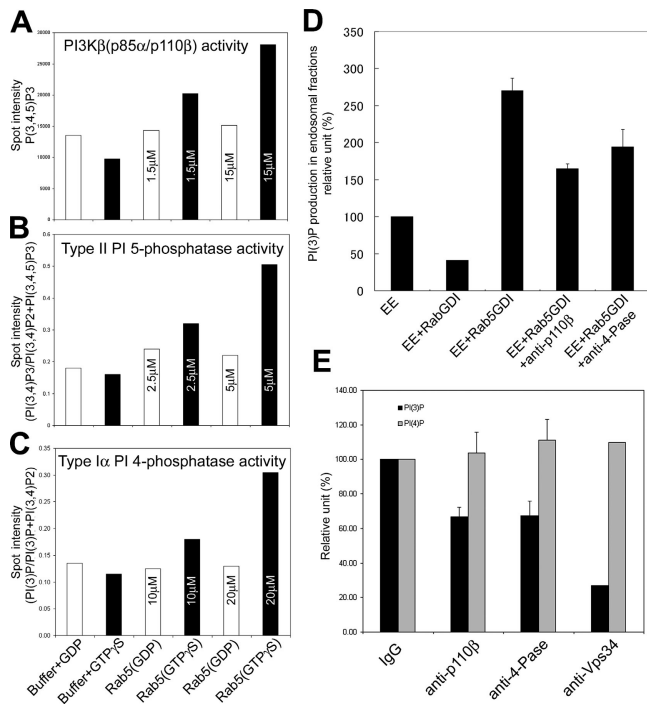 A
PI3Kβ(p85α/p110β) activity
Spot intensity
P(3,4,5)P3
30000
25000
20000
15000
10000
5000
0
1.5μM
1.5μM
15μM
15μM
B
Type II PI 5-phosphatase activity
Spot intensity
(PI(3,4)P3/PI(3,4)P2+PI(3,4,5)P3)
0.6
0.5
0.4
0.3
0.2
0.1
0
2.5μM
2.5μM
5μM
5μM
C
Type Iα PI 4-phosphatase activity
Spot intensity
(PI(3)P/PI(3)P+PI(3,4)P2)
0.35
0.30
0.25
0.20
0.15
0.10
0.05
0.00
10μM
10μM
20μM
20μM
Buffer+GDP
Buffer+GTPγS
Rab5(GDP)
Rab5(GTPγS)
Rab5(GDP)
Rab5(GTPγS)
D
PI(3)P production in endosomal fractions
relative unit (%)
350
300
250
200
150
100
50
0
EE
EE+RabGDI
EE+Rab5GDI
EE+Rab5GDI
+anti-p110β
EE+Rab5GDI
+anti-4-Pase
E
Relative unit (%)
140.00
120.00
100.00
80.00
60.00
40.00
20.00
0.00
PI(3)P
PI(4)P
IgG
anti-p110β
anti-4-Pase
anti-Vps34